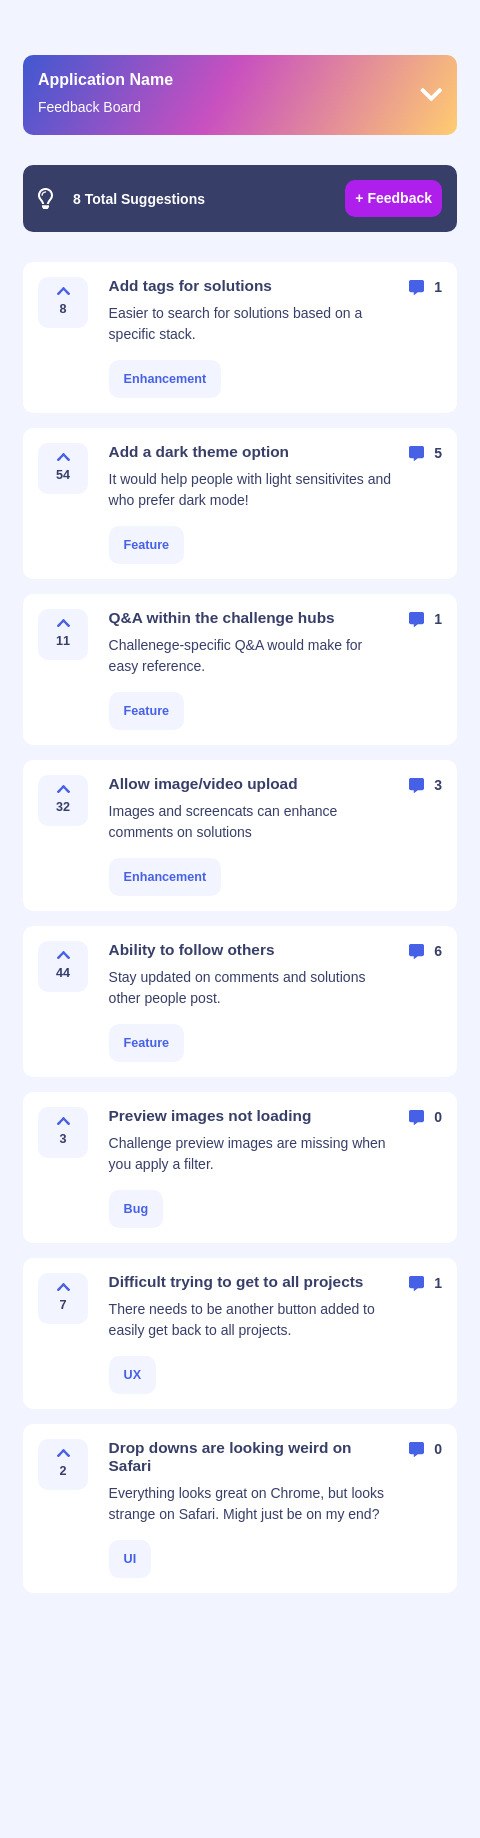 Application Name
Feedback Board
8 Total Suggestions
+ Feedback
8
Add tags for solutions
1
Easier to search for solutions based on a
specific stack.
Enhancement
54
Add a dark theme option
5
It would help people with light sensitivites and
who prefer dark mode!
Feature
11
Q&A within the challenge hubs
1
Challenege-specific Q&A would make for
easy reference.
Feature
32
Allow image/video upload
3
Images and screencats can enhance
comments on solutions
Enhancement
44
Ability to follow others
6
Stay updated on comments and solutions
other people post.
Feature
3
Preview images not loading
0
Challenge preview images are missing when
you apply a filter.
Bug
7
Difficult trying to get to all projects
1
There needs to be another button added to
easily get back to all projects.
UX
2
Drop downs are looking weird on
Safari
0
Everything looks great on Chrome, but looks
strange on Safari. Might just be on my end?
UI